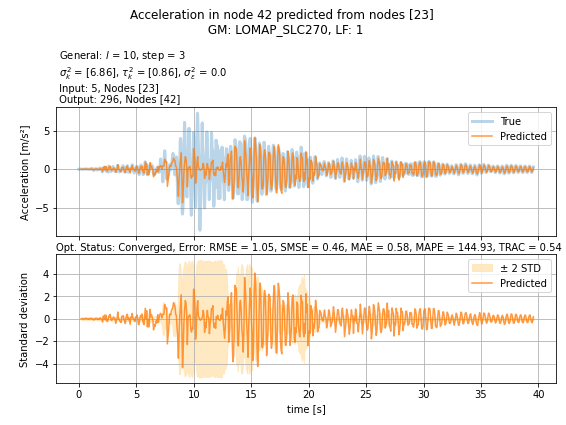 Acceleration in node 42 predicted from nodes [23]
GM: LOMAP_SLC270, LF: 1
General: l = 10, step = 3
σ²ₖ = [6.86], τ²ₖ = [0.86], σ²ε = 0.0
Input: 5, Nodes [23]
Output: 296, Nodes [42]
Acceleration [m/s²]
5
0
−5
True
Predicted
Opt. Status: Converged, Error: RMSE = 1.05, SMSE = 0.46, MAE = 0.58, MAPE = 144.93, TRAC = 0.54
Standard deviation
4
2
0
−2
−4
± 2 STD
Predicted
0 5 10 15 20 25 30 35 40
time [s]